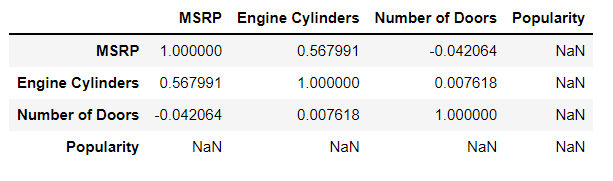 MSRP Engine Cylinders Number of Doors Popularity
MSRP 1.000000 0.567991 -0.042064 NaN
Engine Cylinders 0.567991 1.000000 0.007618 NaN
Number of Doors -0.042064 0.007618 1.000000 NaN
Popularity NaN NaN NaN NaN